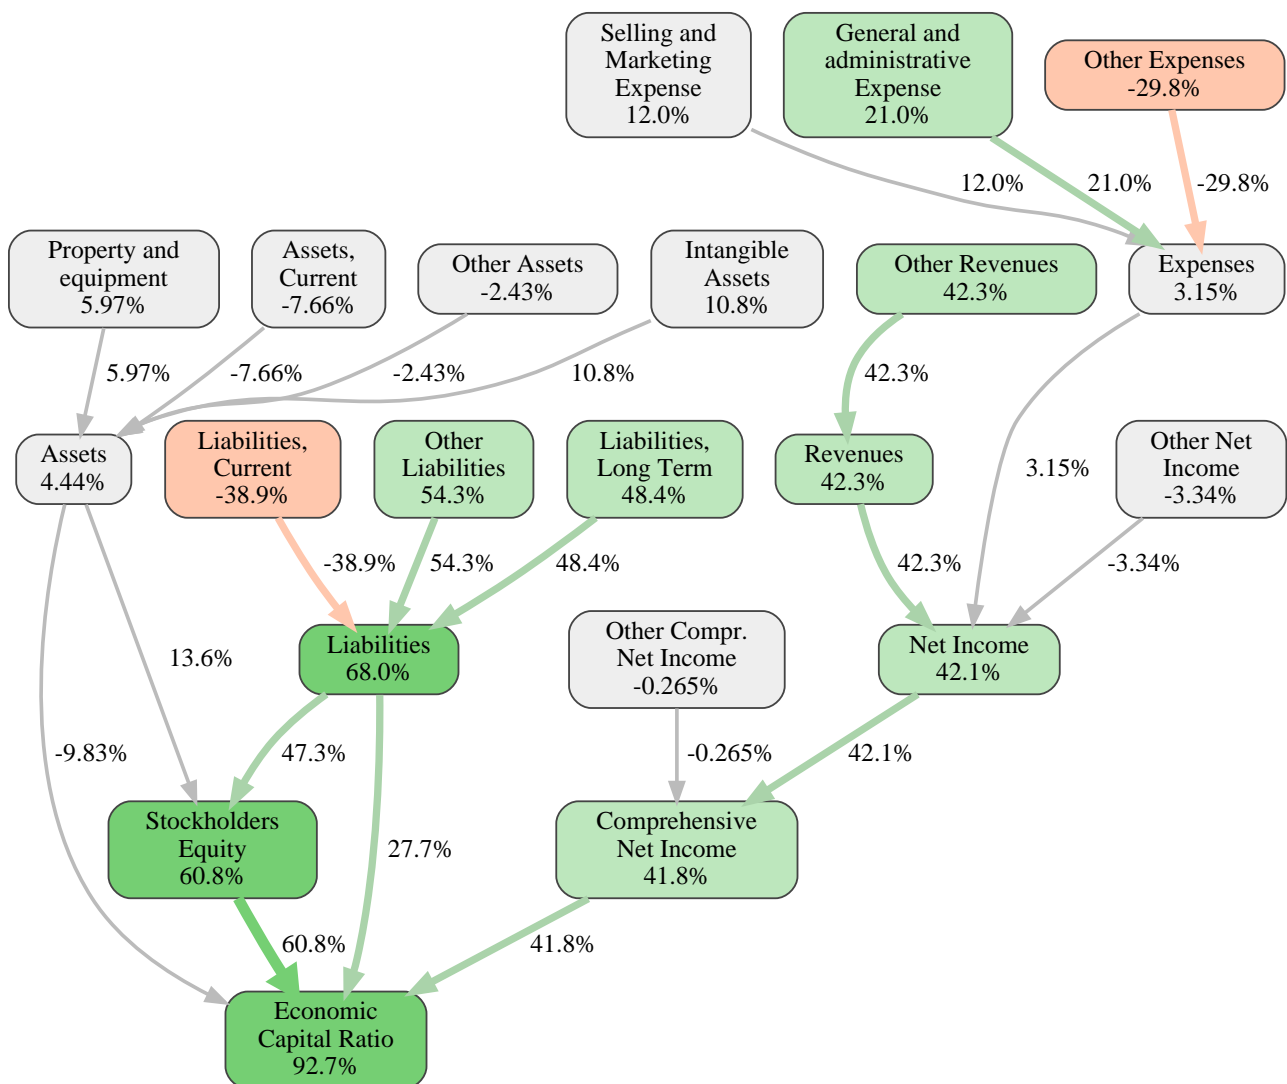 Selling and
Marketing
Expense
12.0%
General and
administrative
Expense
21.0%
Other Expenses
-29.8%
12.0%
21.0%
-29.8%
Property and
equipment
5.97%
Assets,
Current
-7.66%
Other Assets
-2.43%
Intangible
Assets
10.8%
Other Revenues
42.3%
Expenses
3.15%
5.97%
-7.66%
-2.43%
10.8%
42.3%
Assets
4.44%
Liabilities,
Current
-38.9%
Other
Liabilities
54.3%
Liabilities,
Long Term
48.4%
Revenues
42.3%
3.15%
Other Net
Income
-3.34%
-38.9%
54.3%
48.4%
42.3%
-3.34%
13.6%
Liabilities
68.0%
Other Compr.
Net Income
-0.265%
Net Income
42.1%
-9.83%
47.3%
-0.265%
42.1%
Stockholders
Equity
60.8%
27.7%
Comprehensive
Net Income
41.8%
60.8%
41.8%
Economic
Capital Ratio
92.7%